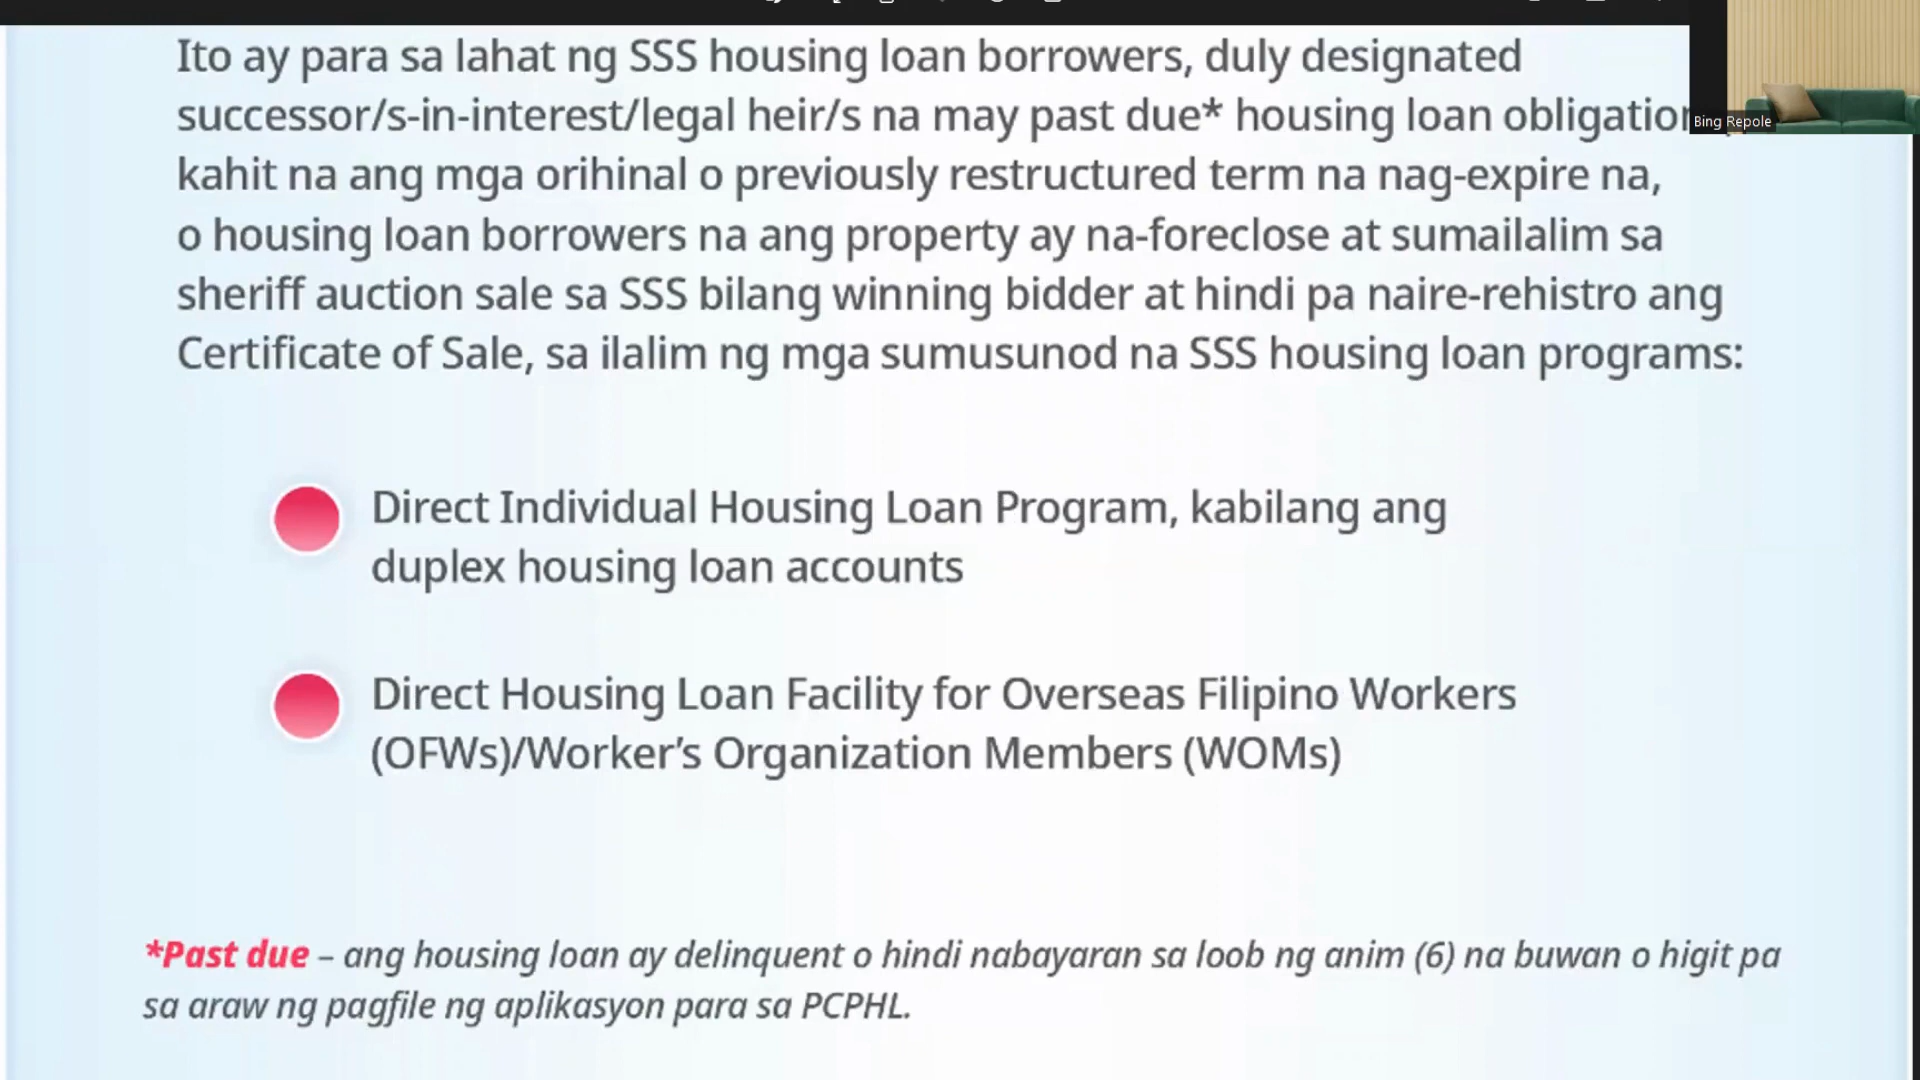 Ito ay para sa lahat ng SSS housing loan borrowers, duly designated
successor/s-in-interest/legal heir/s na may past due* housing loan obligation,
kahit na ang mga orihinal o previously restructured term na nag-expire na,
o housing loan borrowers na ang property ay na-foreclose at sumailalim sa
sheriff auction sale sa SSS bilang winning bidder at hindi pa naire-rehistro ang
Certificate of Sale, sa ilalim ng mga sumusunod na SSS housing loan programs:
Direct Individual Housing Loan Program, kabilang ang
duplex housing loan accounts
Direct Housing Loan Facility for Overseas Filipino Workers
(OFWs)/Worker’s Organization Members (WOMs)
*Past due – ang housing loan ay delinquent o hindi nabayaran sa loob ng anim (6) na buwan o higit pa
sa araw ng pagfile ng aplikasyon para sa PCPHL.
Bing Repole